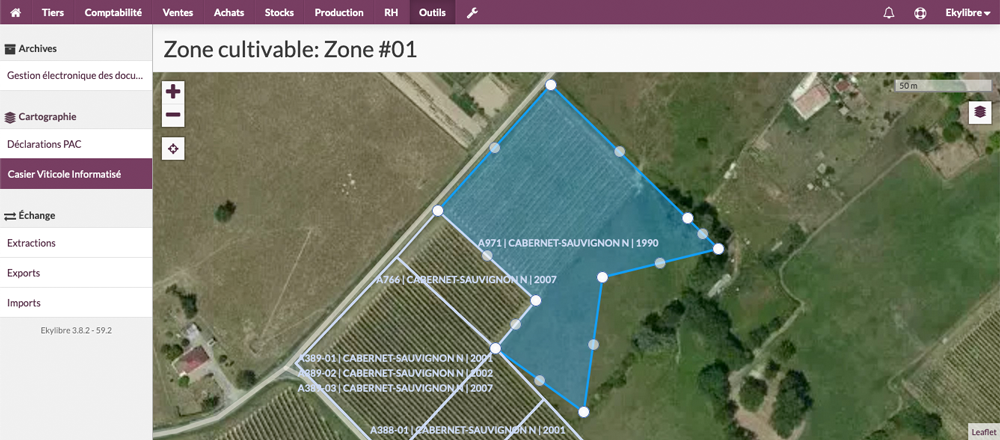 Tiers Comptabilité Ventes Achats Stocks Production RH Outils Ekylibre
Archives
Gestion électronique des docu...
Cartographie
Déclarations PAC
Casier Viticole Informatisé
Échange
Extractions
Exports
Imports
Ekylibre 3.8.2 - 59.2
Zone cultivable: Zone #01
50 m
A971 | CABERNET-SAUVIGNON N | 1990
A766 | CABERNET-SAUVIGNON N | 2007
A389-01 | CABERNET-SAUVIGNON N | 2001
A389-02 | CABERNET-SAUVIGNON N | 2002
A389-03 | CABERNET-SAUVIGNON N | 2007
A388-01 | CABERNET-SAUVIGNON N | 2001
Leaflet